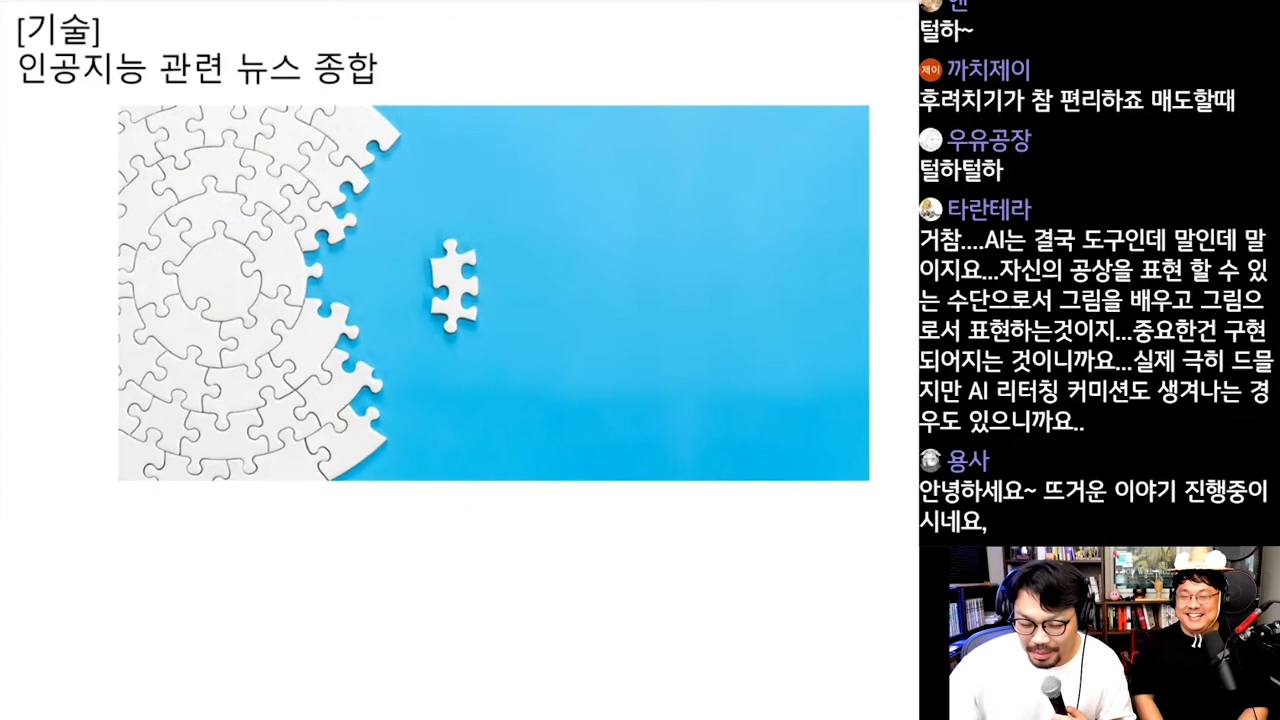 [기술]
인공지능 관련 뉴스 종합
앤
털하~
제이 까치제이
후려치기가 참 편리하죠 매도할때
우유공장
털하털하
타란테라
거참....AI는 결국 도구인데 말인데 말
이지요...자신의 공상을 표현 할 수 있
는 수단으로서 그림을 배우고 그림으
로서 표현하는것이지...중요한건 구현
되어지는 것이니까요...실제 극히 드믈
지만 AI 리터칭 커미션도 생겨나는 경
우도 있으니까요..
용사
안녕하세요~ 뜨거운 이야기 진행중이
시네요,